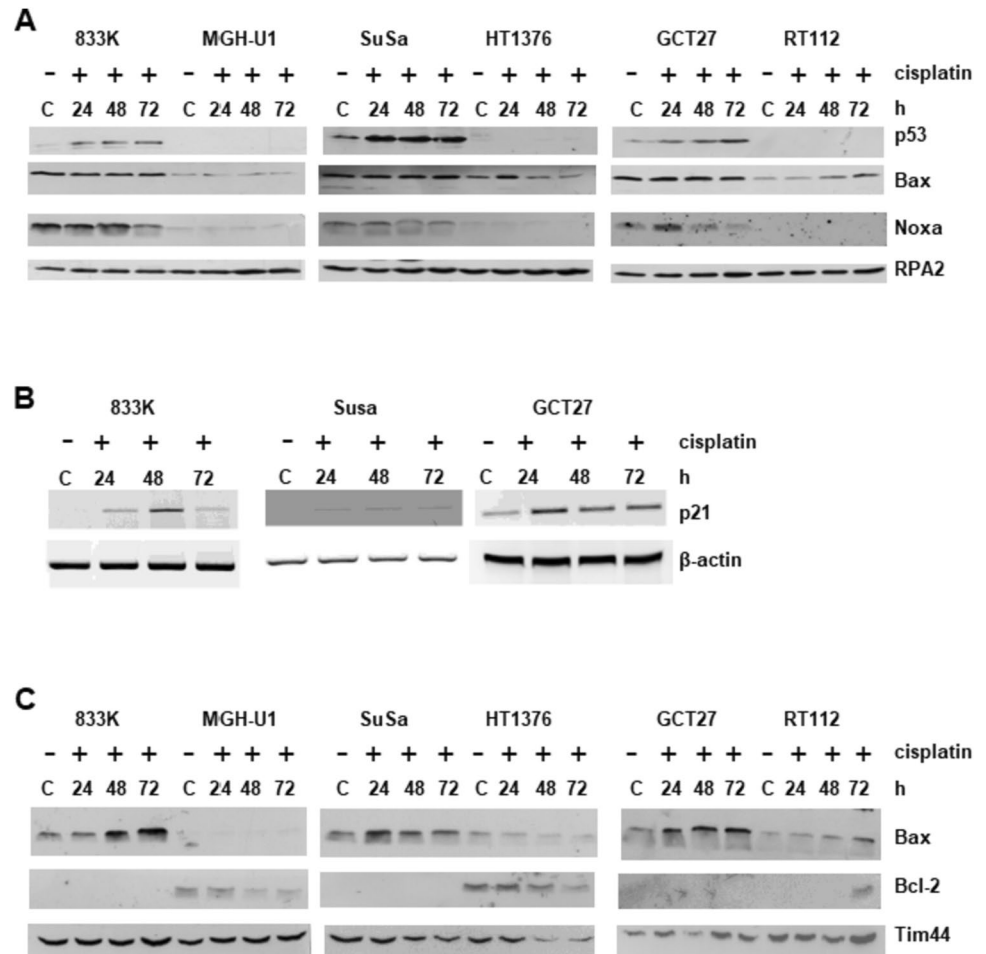 A
833K MGH-U1 SuSa HT1376 GCT27 RT112
- + + + - + + + - + + + - + + + - + + + - + + + cisplatin
C 24 48 72 C 24 48 72 C 24 48 72 C 24 48 72 C 24 48 72 C 24 48 72 h
p53
Bax
Noxa
RPA2
B
833K Susa GCT27
- + + + - + + + - + + + cisplatin
C 24 48 72 C 24 48 72 C 24 48 72 h
p21
β-actin
C
833K MGH-U1 SuSa HT1376 GCT27 RT112
- + + + - + + + - + + + - + + + - + + + - + + + cisplatin
C 24 48 72 C 24 48 72 C 24 48 72 C 24 48 72 C 24 48 72 C 24 48 72 h
Bax
Bcl-2
Tim44